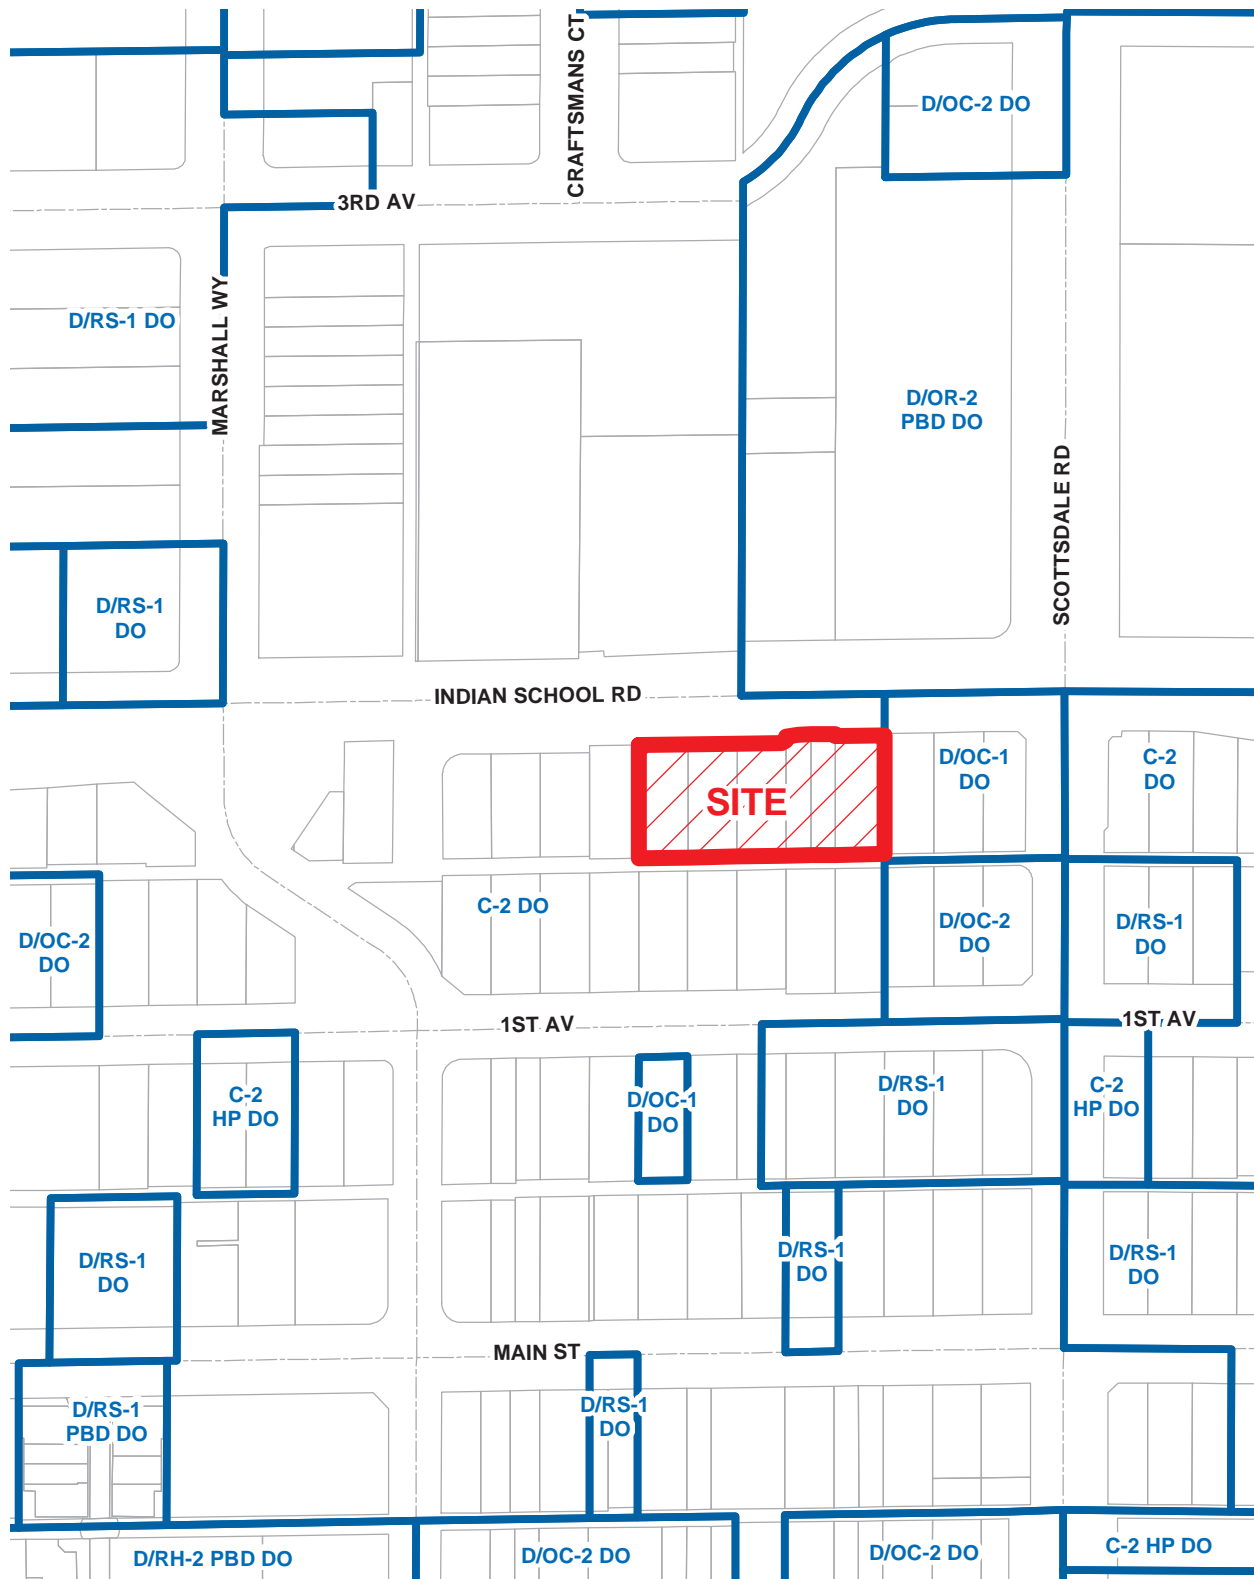 CRAFTSMANS CT
D/OC-2 DO
3RD AV
MARSHALL WY
D/RS-1 DO
D/OR-2
PBD DO
SCOTTSDALE RD
D/RS-1
DO
INDIAN SCHOOL RD
D/OC-1
DO
C-2
DO
SITE
C-2 DO
D/OC-2
DO
D/OC-2
DO
D/RS-1
DO
1ST AV
1ST AV
C-2
HP DO
D/OC-1
DO
D/RS-1
DO
C-2
HP DO
D/RS-1
DO
D/RS-1
DO
D/RS-1
DO
MAIN ST
D/RS-1
PBD DO
D/RS-1
DO
D/RH-2 PBD DO
D/OC-2 DO
D/OC-2 DO
C-2 HP DO